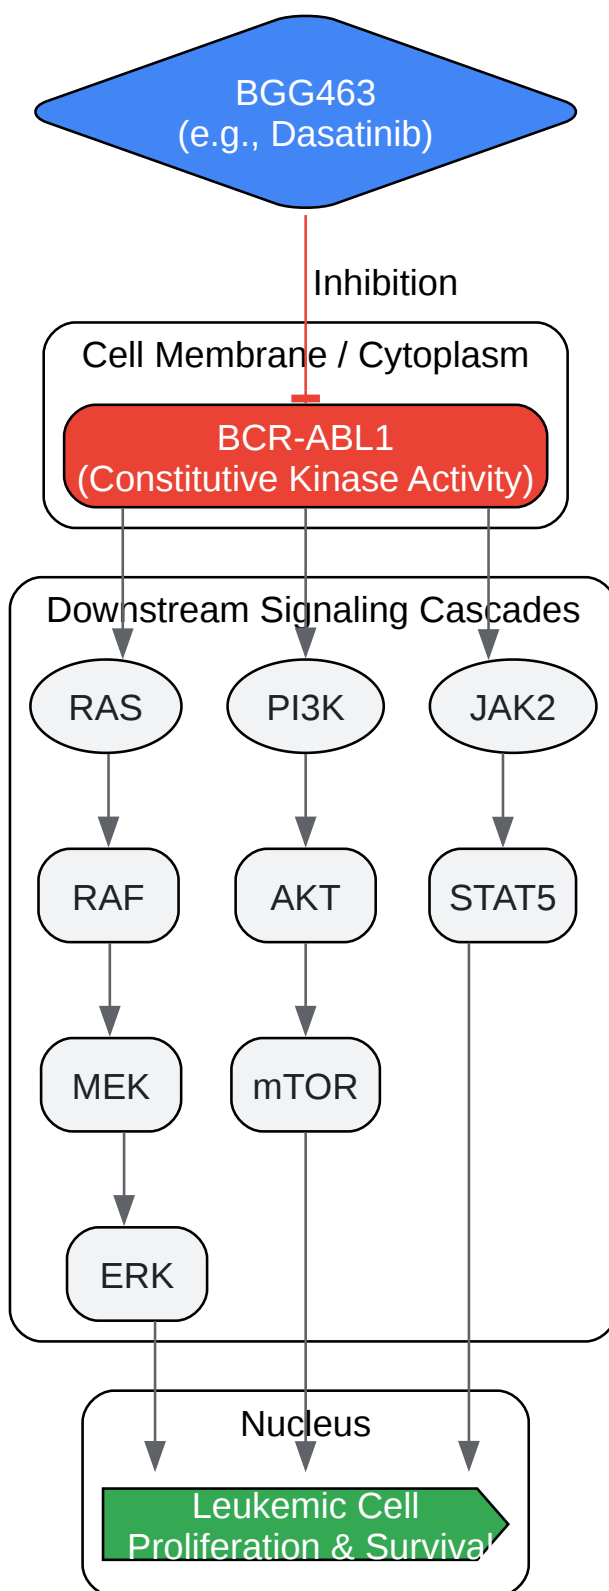 BGG463
(e.g., Dasatinib)
Inhibition
Cell Membrane / Cytoplasm
BCR-ABL1
(Constitutive Kinase Activity)
Downstream Signaling Cascades
RAS
PI3K
JAK2
RAF
AKT
STAT5
MEK
mTOR
ERK
Nucleus
Leukemic Cell
Proliferation & Survival